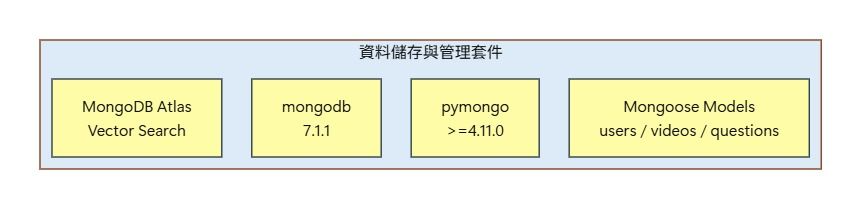 資料儲存與管理套件
MongoDB Atlas
Vector Search
mongodb
7.1.1
pymongo
>=4.11.0
Mongoose Models
users / videos / questions